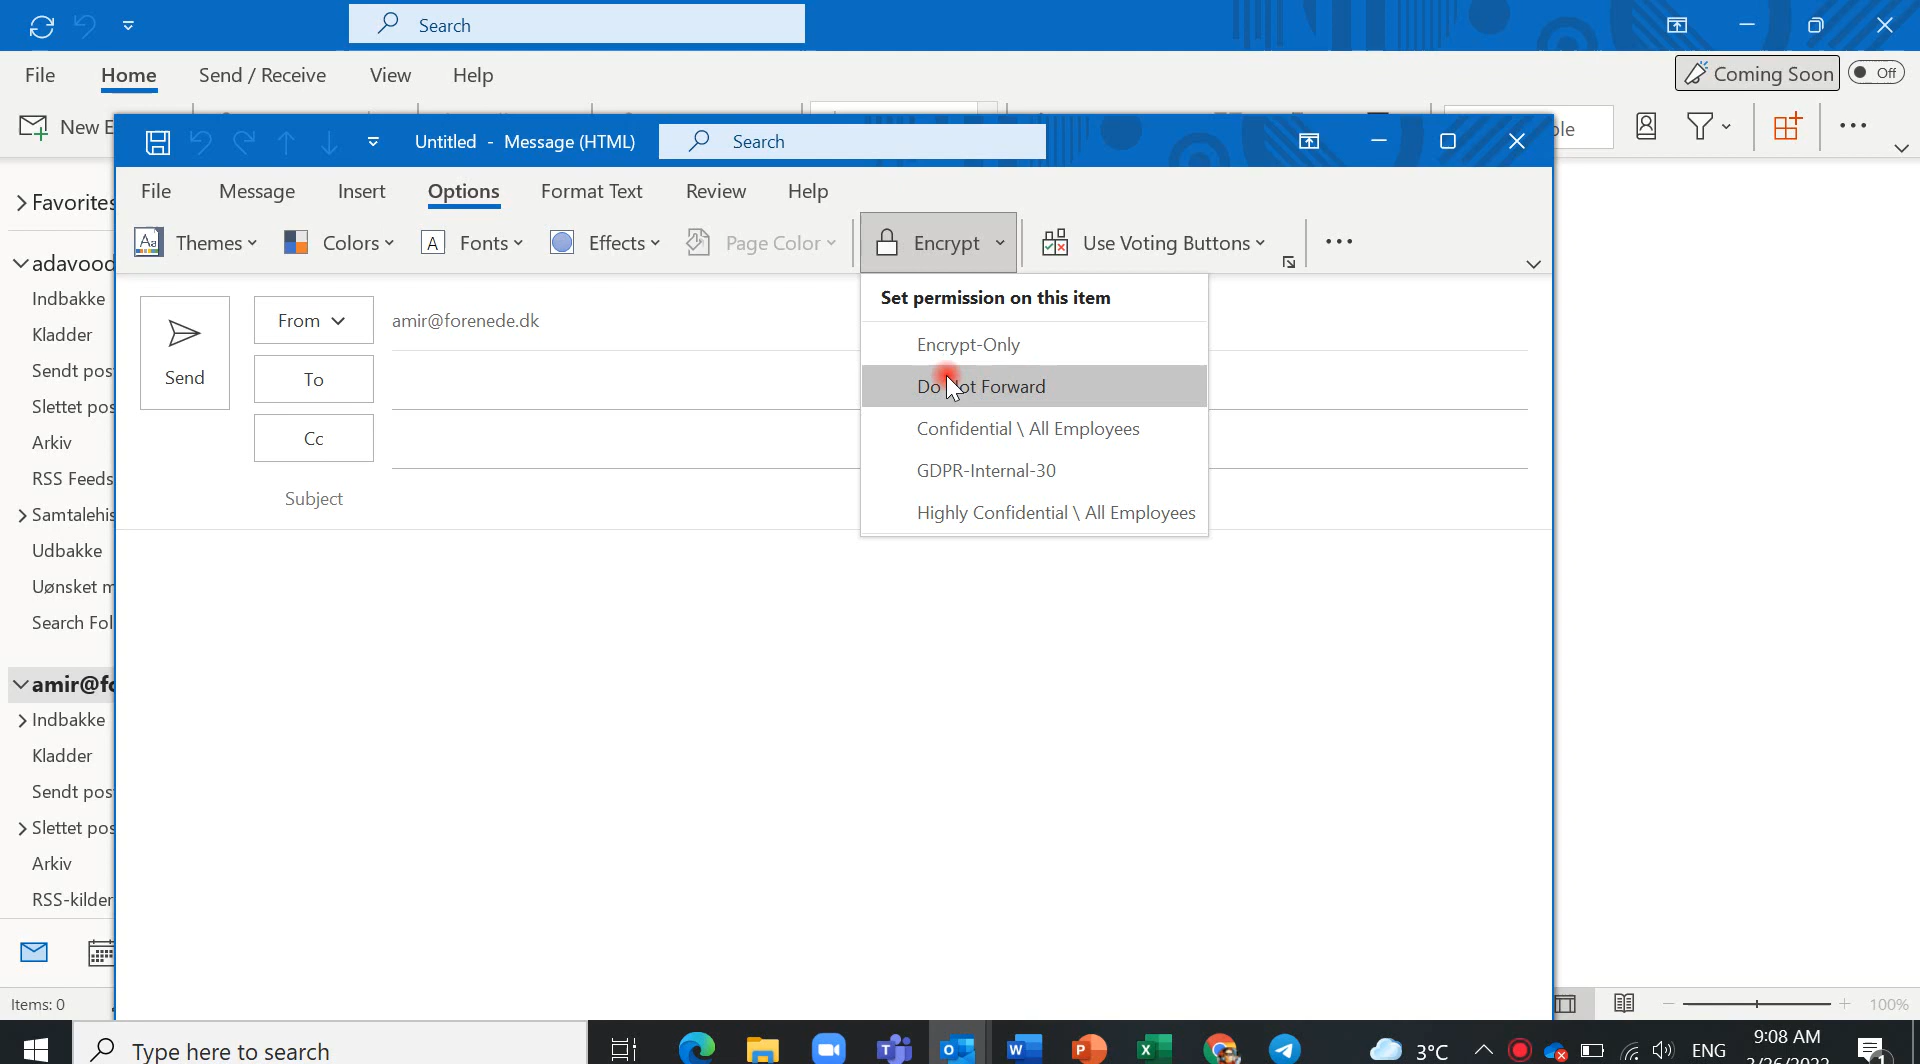 Search
File Home Send / Receive View Help
Coming Soon Off
New E
Untitled - Message (HTML) Search
File Message Insert Options Format Text Review Help
Themes Colors Fonts Effects Page Color Encrypt Use Voting Buttons
Set permission on this item
Encrypt-Only
Do Not Forward
Confidential \ All Employees
GDPR-Internal-30
Highly Confidential \ All Employees
Send
From
amir@forenede.dk
To
Cc
Subject
Favorites
adavood
Indbakke
Kladder
Sendt pos
Slettet pos
Arkiv
RSS Feeds
Samtalehis
Udbakke
Uønsket m
Search Fol
amir@fo
Indbakke
Kladder
Sendt pos
Slettet pos
Arkiv
RSS-kilder
Items: 0
100%
Type here to search
3°C
ENG
9:08 AM